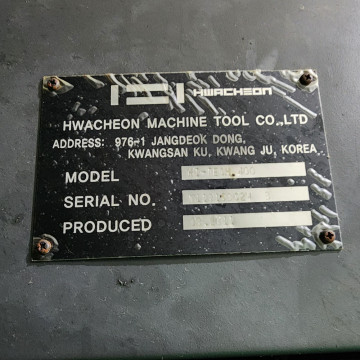 HWACHEON
HWACHEON MACHINE TOOL CO.,LTD
ADDRESS: 976-1 JANGDEOK DONG,
KWANGSAN KU, KWANG JU, KOREA
MODEL
SERIAL NO.
PRODUCED